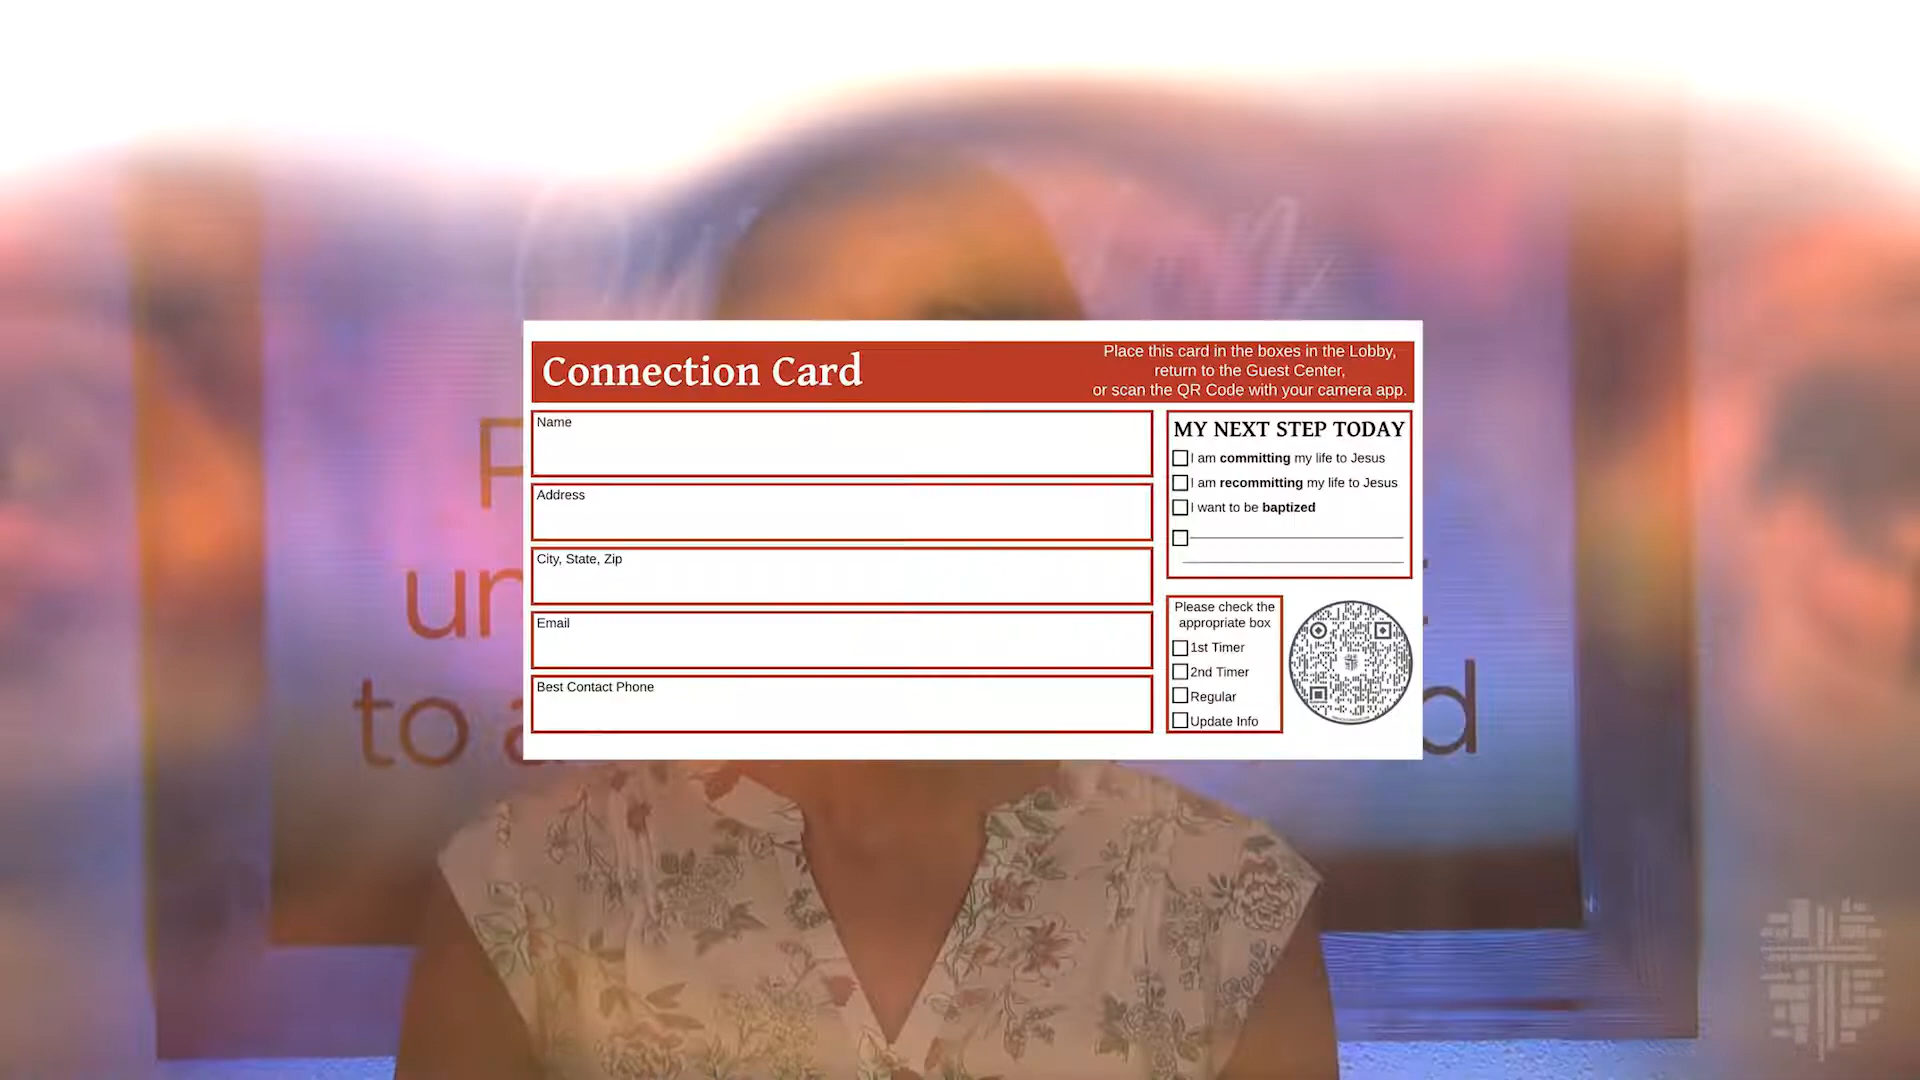 Connection Card
Place this card in the boxes in the Lobby,
return to the Guest Center,
or scan the QR Code with your camera app.
Name
Address
City, State, Zip
Email
Best Contact Phone
MY NEXT STEP TODAY
I am committing my life to Jesus
I am recommitting my life to Jesus
I want to be baptized
Please check the
appropriate box
1st Timer
2nd Timer
Regular
Update Info
to